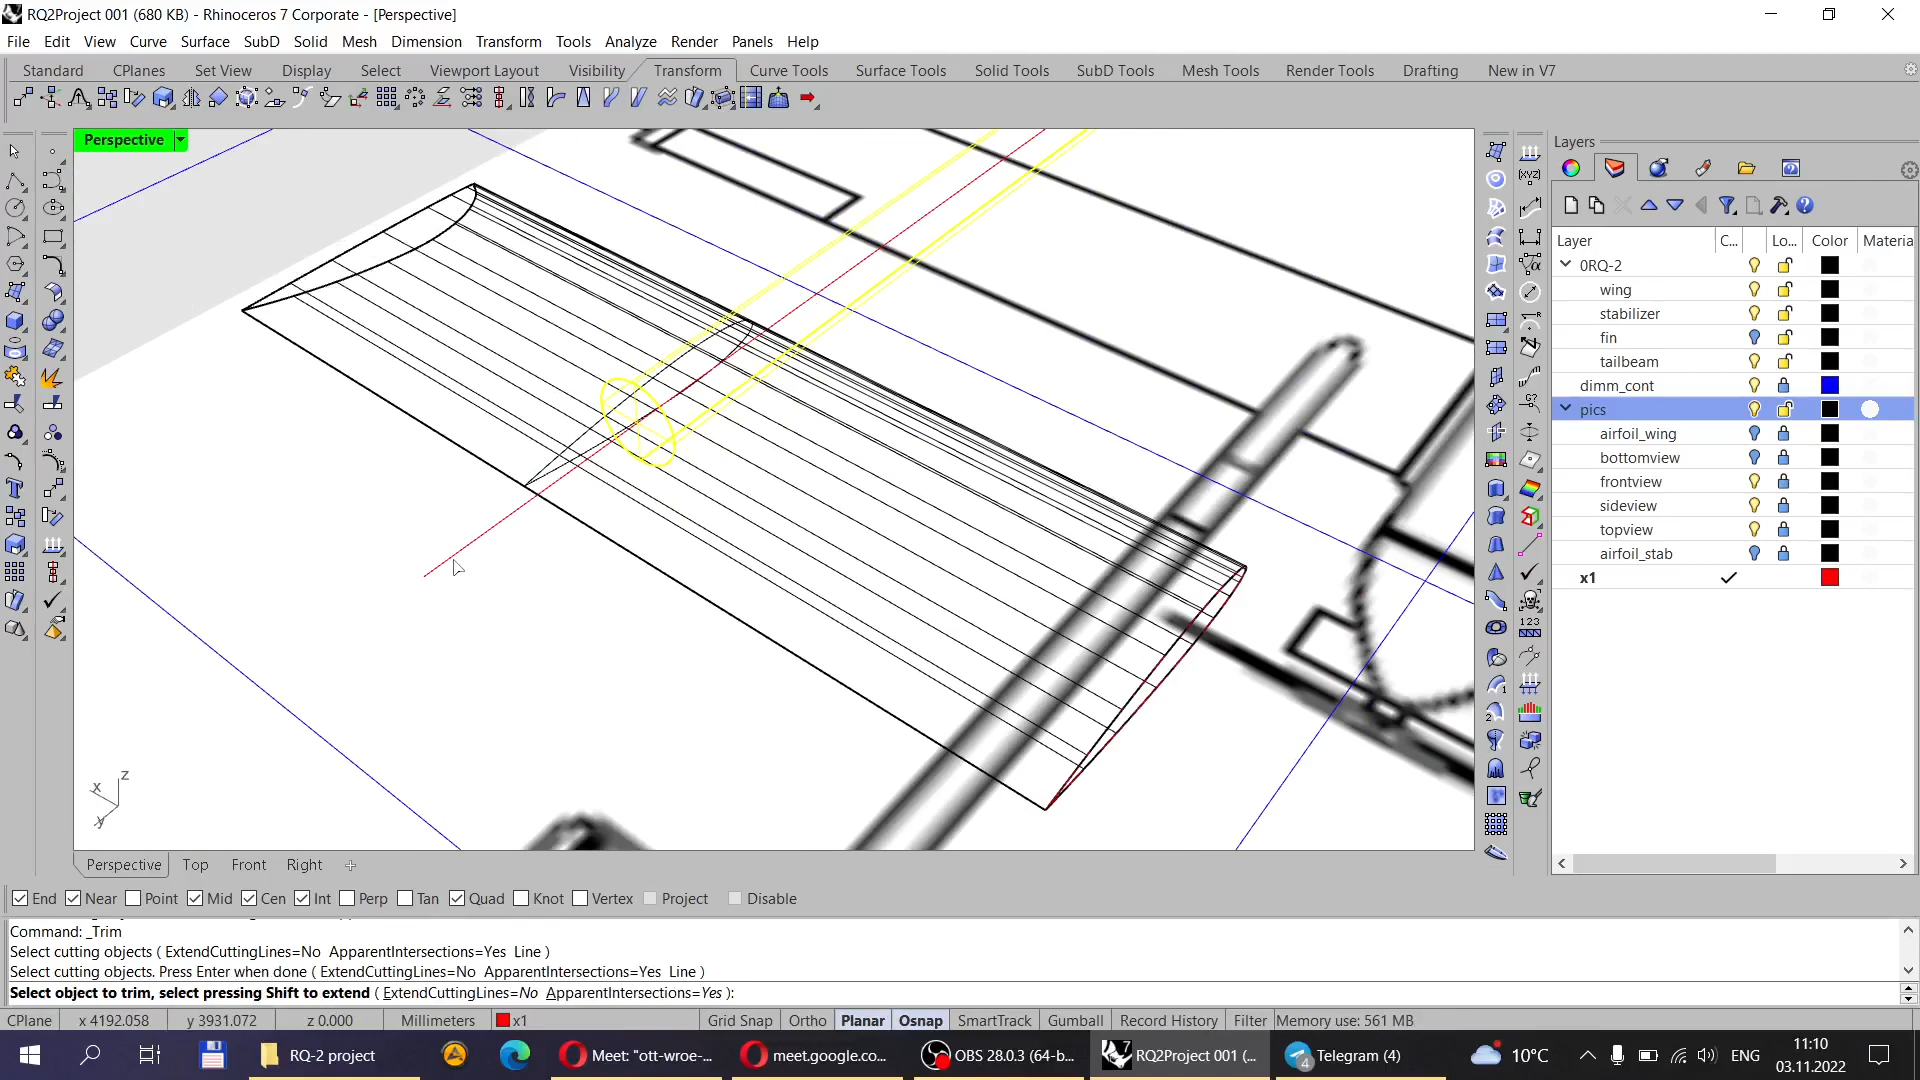 RQ2Project 001 (680 KB) - Rhinoceros 7 Corporate - [Perspective]
File Edit View Curve Surface SubD Solid Mesh Dimension Transform Tools Analyze Render Panels Help
Standard CPlanes Set View Display Select Viewport Layout Visibility Transform Curve Tools Surface Tools Solid Tools SubD Tools Mesh Tools Render Tools Drafting New in V7
Perspective
Layers
Layer C... Lo... Color Materia
0RQ-2
wing
stabilizer
fin
tailbeam
dimm_cont
pics
airfoil_wing
bottomview
frontview
sideview
topview
airfoil_stab
x1
z
x
y
Perspective Top Front Right
End Near Point Mid Cen Int Perp Tan Quad Knot Vertex Project Disable
Command: _Trim
Select cutting objects ( ExtendCuttingLines=No ApparentIntersections=Yes Line )
Select cutting objects. Press Enter when done ( ExtendCuttingLines=No ApparentIntersections=Yes Line )
Select object to trim, select pressing Shift to extend ( ExtendCuttingLines=No ApparentIntersections=Yes ):
CPlane x 4192.058 y 3931.072 z 0.000 Millimeters x1 Grid Snap Ortho Planar Osnap SmartTrack Gumball Record History Filter Memory use: 561 MB
RQ-2 project Meet: "ott-wroe-... meet.google.co... OBS 28.0.3 (64-b... RQ2Project 001 (... 4 Telegram (4) 10°C ENG 11:10
03.11.2022